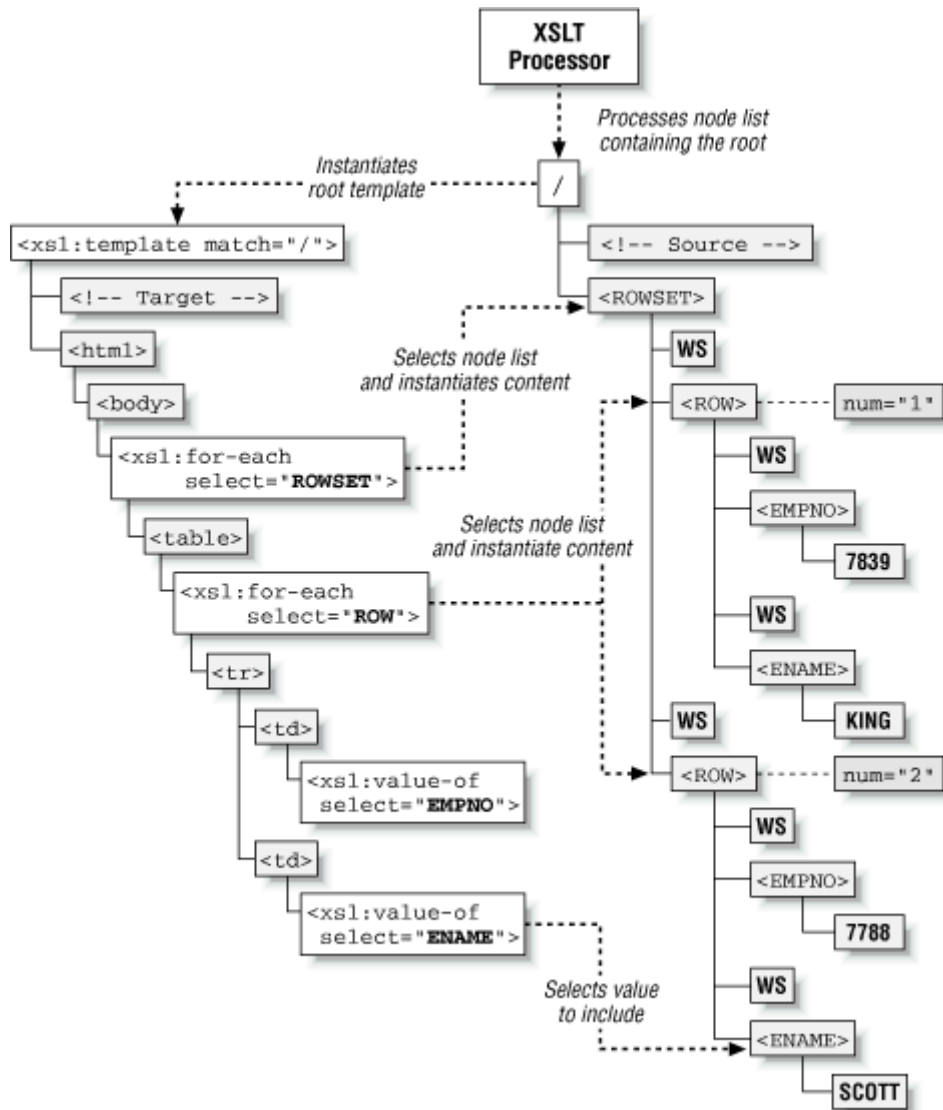 XSLT
Processor
Processes node list
containing the root
Instantiates
root template
/
<xsl:template match="/">
<!-- Source -->
<!-- Target -->
<ROWSET>
<html>
WS
Selects node list
and instantiates content
<body>
<ROW>
num="1"
<xsl:for-each
select="ROWSET">
WS
<EMPNO>
<table>
Selects node list
and instantiate content
7839
<xsl:for-each
select="ROW">
WS
<tr>
<ENAME>
KING
<td>
WS
<xsl:value-of
select="EMPNO">
<ROW>
num="2"
WS
<td>
<EMPNO>
<xsl:value-of
select="ENAME">
7788
Selects value
to include
WS
<ENAME>
SCOTT